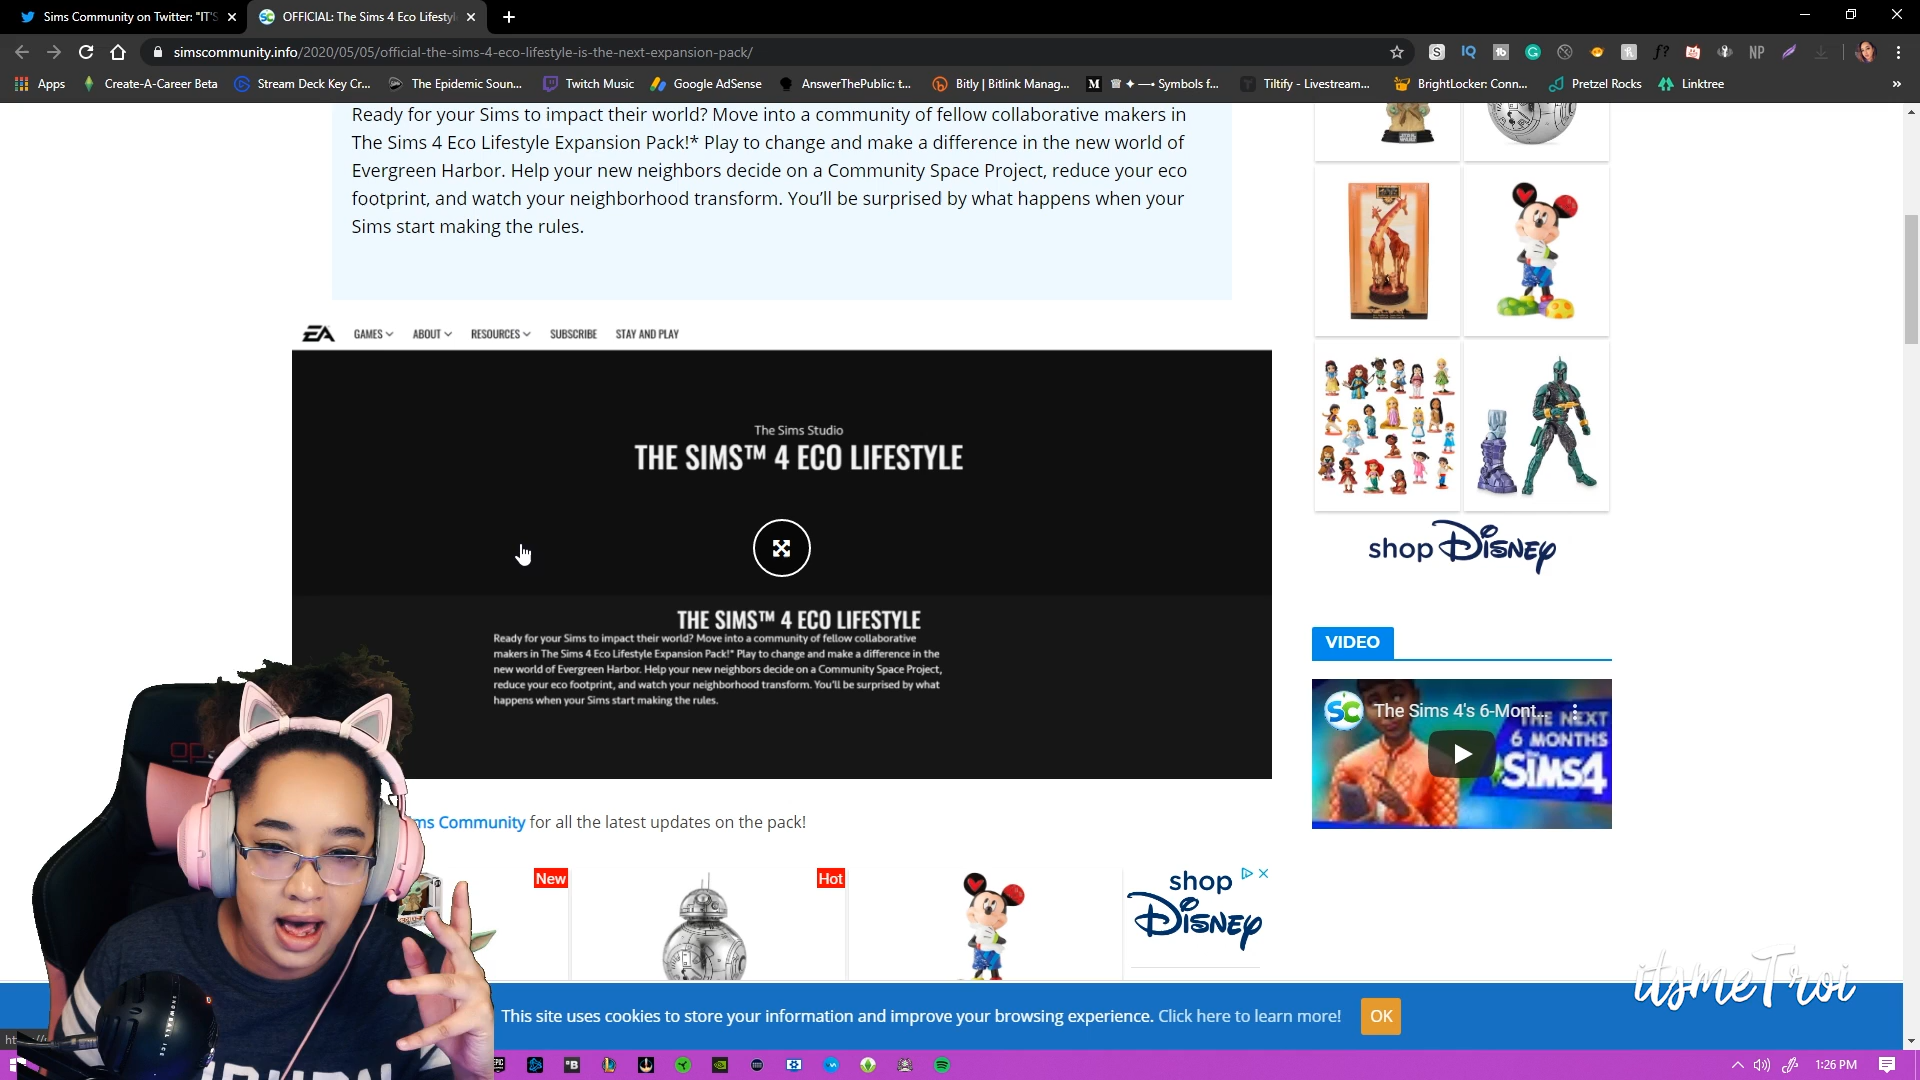 Sims Community on Twitter: "IT'S
OFFICIAL: The Sims 4 Eco Lifestyl
simscommunity.info/2020/05/05/official-the-sims-4-eco-lifestyle-is-the-next-expansion-pack/
Apps
Create-A-Career Beta
Stream Deck Key Cr...
The Epidemic Soun...
Twitch Music
Google AdSense
AnswerThePublic: t...
Bitly | Bitlink Manag...
Symbols f...
Tiltify - Livestream...
BrightLocker: Conn...
Pretzel Rocks
Linktree
Ready for your Sims to impact their world? Move into a community of fellow collaborative makers in
The Sims 4 Eco Lifestyle Expansion Pack!* Play to change and make a difference in the new world of
Evergreen Harbor. Help your new neighbors decide on a Community Space Project, reduce your eco
footprint, and watch your neighborhood transform. You'll be surprised by what happens when your
Sims start making the rules.
EA GAMES ABOUT RESOURCES SUBSCRIBE STAY AND PLAY
The Sims Studio
THE SIMS™ 4 ECO LIFESTYLE
THE SIMS™ 4 ECO LIFESTYLE
Ready for your Sims to impact their world? Move into a community of fellow collaborative
makers in The Sims 4 Eco Lifestyle Expansion Pack!* Play to change and make a difference in the
new world of Evergreen Harbor. Help your new neighbors decide on a Community Space Project,
reduce your eco footprint, and watch your neighborhood transform. You'll be surprised by what
happens when your Sims start making the rules.
ms Community for all the latest updates on the pack!
New
Hot
shop
Disney
STAR WARS
shop Disney
VIDEO
SC The Sims 4's 6-Mont...
THE NEXT
6 MONTHS
SIMS4
itsmeTroi
This site uses cookies to store your information and improve your browsing experience. Click here to learn more! OK
SNOWBALL ICE
1:26 PM